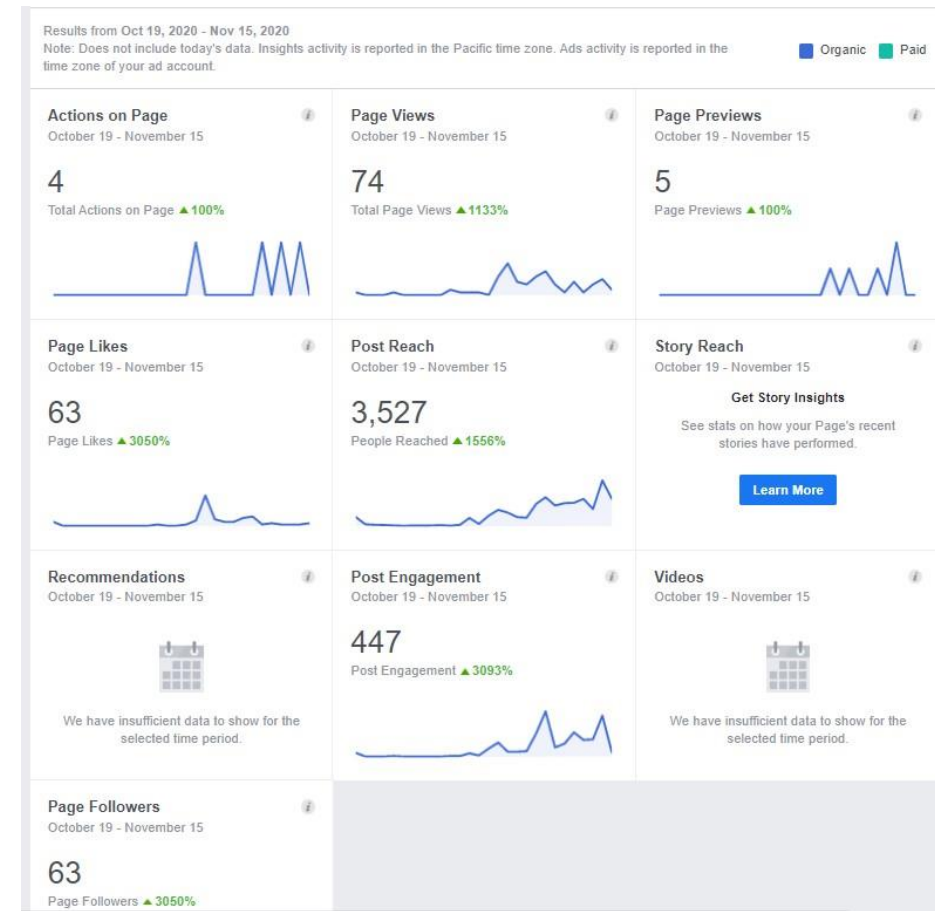 Results from Oct 19, 2020 - Nov 15, 2020
Note: Does not include today's data. Insights activity is reported in the Pacific time zone. Ads activity is reported in the
time zone of your ad account.
Organic
Paid
Actions on Page
October 19 - November 15
4
Total Actions on Page ▲100%
Page Views
October 19 - November 15
74
Total Page Views ▲1133%
Page Previews
October 19 - November 15
5
Page Previews ▲100%
Page Likes
October 19 - November 15
63
Page Likes ▲3050%
Post Reach
October 19 - November 15
3,527
People Reached ▲1556%
Story Reach
October 19 - November 15
Get Story Insights
See stats on how your Page's recent
stories have performed.
Learn More
Recommendations
October 19 - November 15
We have insufficient data to show for the
selected time period.
Post Engagement
October 19 - November 15
447
Post Engagement ▲3093%
Videos
October 19 - November 15
We have insufficient data to show for the
selected time period.
Page Followers
October 19 - November 15
63
Page Followers ▲3050%